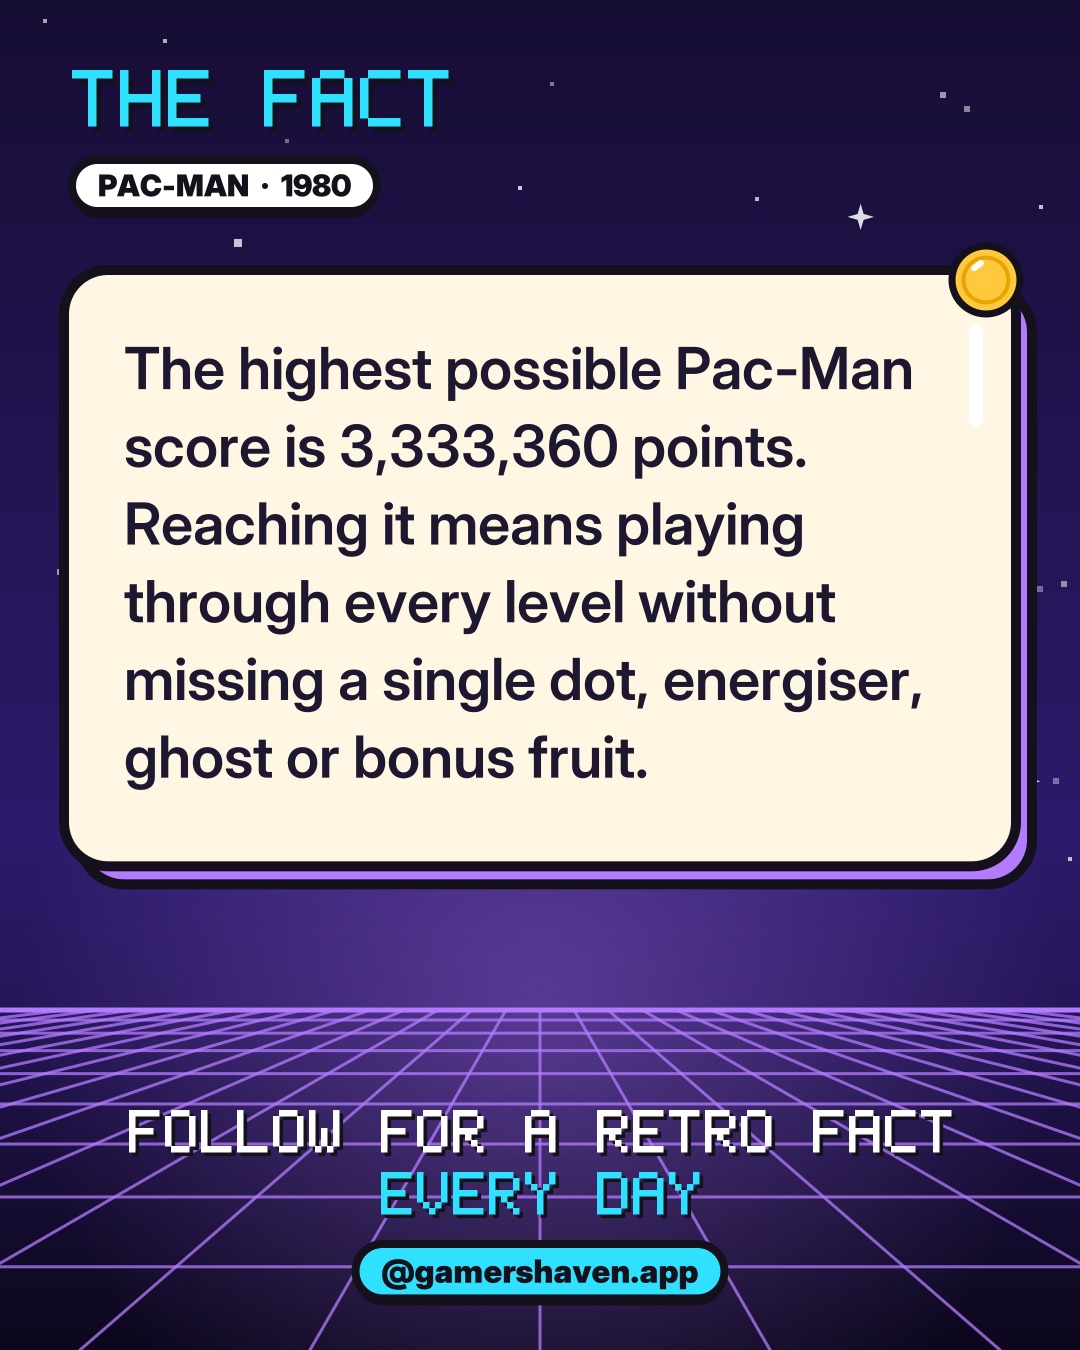 THE FACT
PAC-MAN · 1980
The highest possible Pac-Man
score is 3,333,360 points.
Reaching it means playing
through every level without
missing a single dot, energiser,
ghost or bonus fruit.
FOLLOW FOR A RETRO FACT
EVERY DAY
@gamershaven.app